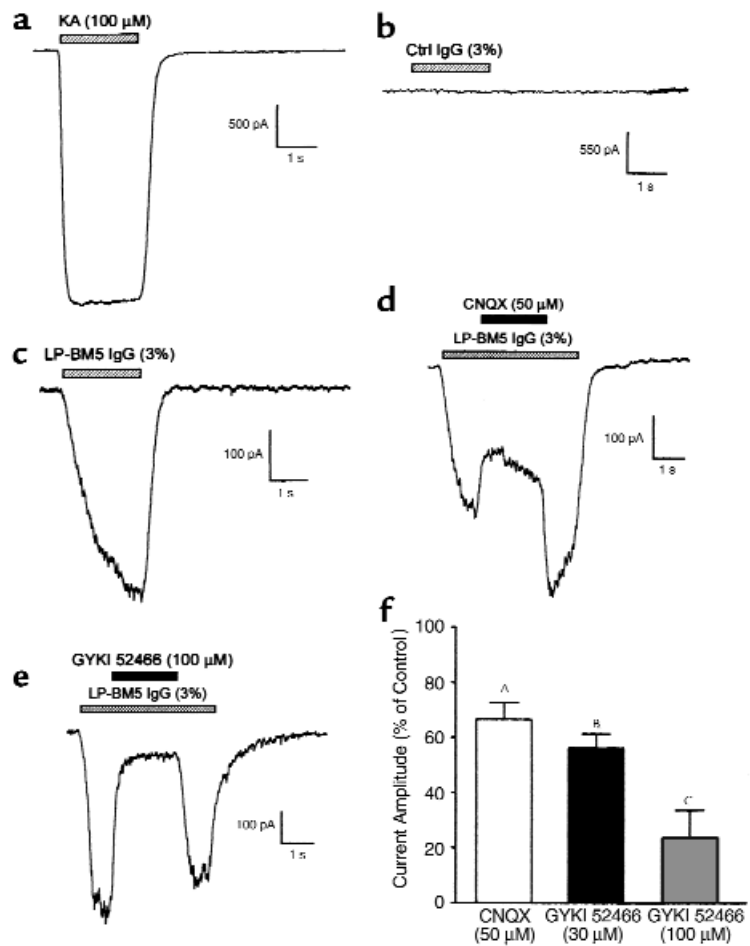 a
KA (100 µM)
500 pA
1 s
b
Ctrl IgG (3%)
550 pA
1 s
c
LP-BM5 IgG (3%)
100 pA
1 s
d
CNQX (50 µM)
LP-BM5 IgG (3%)
100 pA
1 s
e
GYKI 52466 (100 µM)
LP-BM5 IgG (3%)
100 pA
1 s
f
Current Amplitude (% of Control)
100
80
60
40
20
0
A
B
C
CNQX
(50 µM)
GYKI 52466
(30 µM)
GYKI 52466
(100 µM)